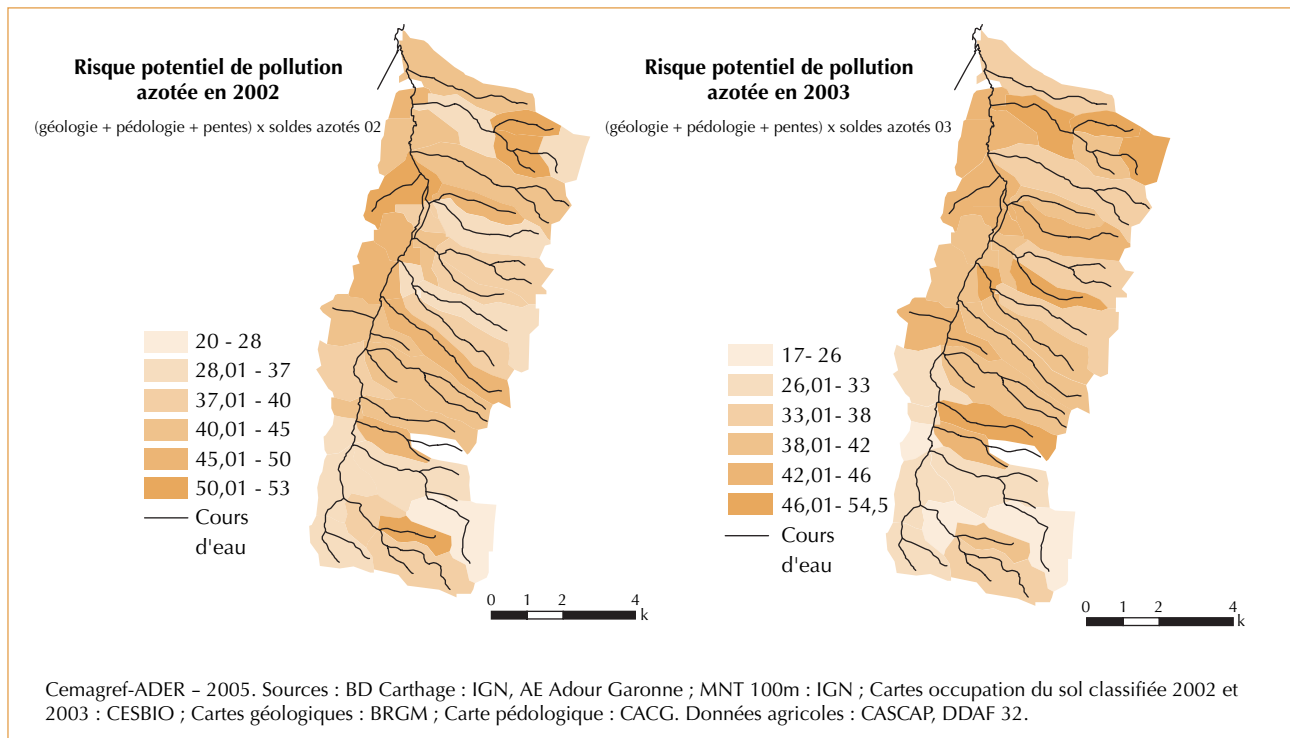 Risque potentiel de pollution
azotée en 2002
(géologie + pédologie + pentes) x soldes azotés 02
20 - 28
28,01 - 37
37,01 - 40
40,01 - 45
45,01 - 50
50,01 - 53
Cours
d'eau
0 1 2 4
k
Risque potentiel de pollution
azotée en 2003
(géologie + pédologie + pentes) x soldes azotés 03
17- 26
26,01- 33
33,01- 38
38,01- 42
42,01- 46
46,01- 54,5
Cours
d'eau
0 1 2 4
k
Cemagref-ADER – 2005. Sources : BD Carthage : IGN, AE Adour Garonne ; MNT 100m : IGN ; Cartes occupation du sol classifiée 2002 et
2003 : CESBIO ; Cartes géologiques : BRGM ; Carte pédologique : CACG. Données agricoles : CASCAP, DDAF 32.